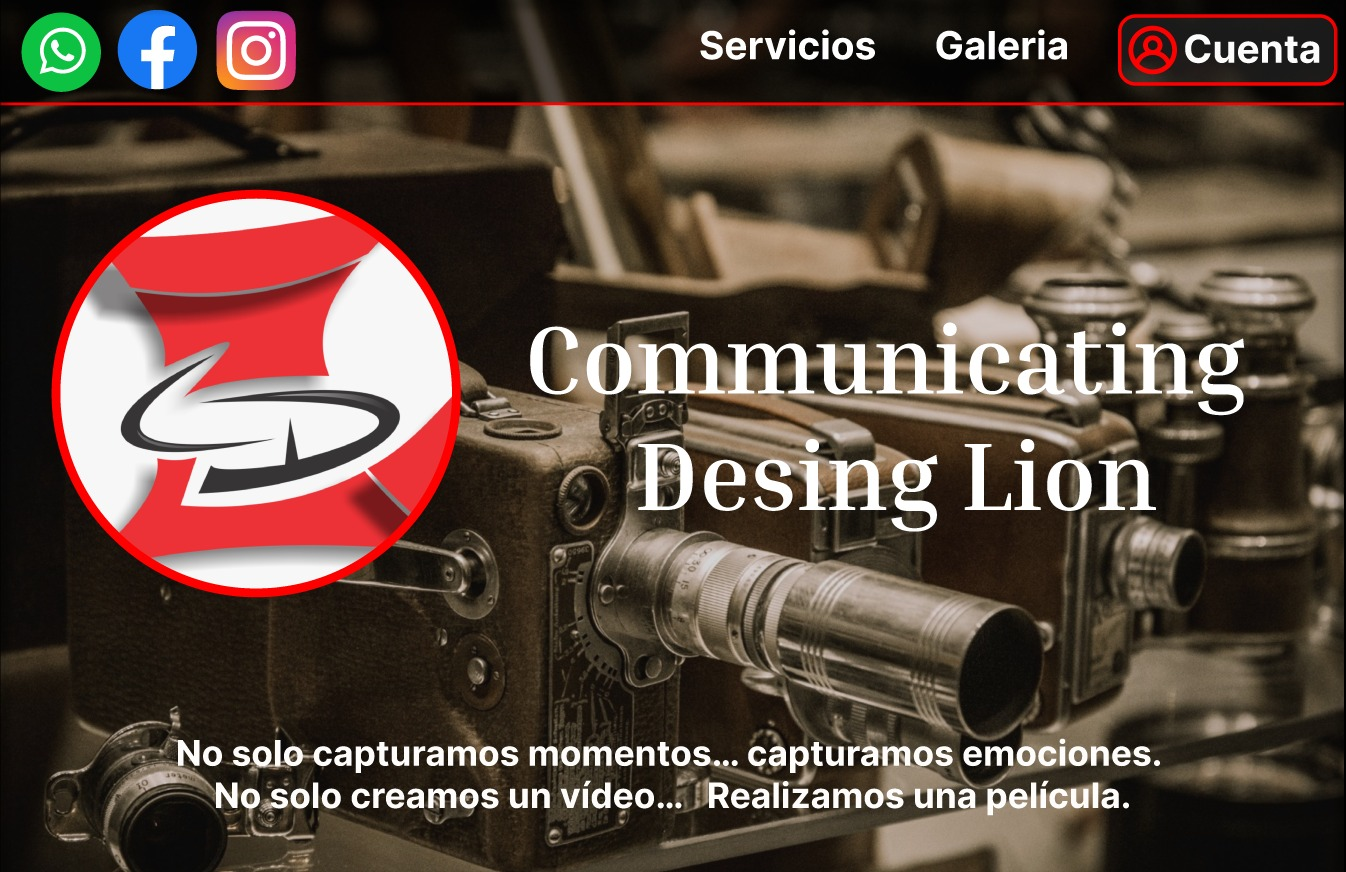 Servicios
Galeria
Cuenta
Communicating
Desing Lion
No solo capturamos momentos... capturamos emociones.
No solo creamos un vídeo... Realizamos una película.